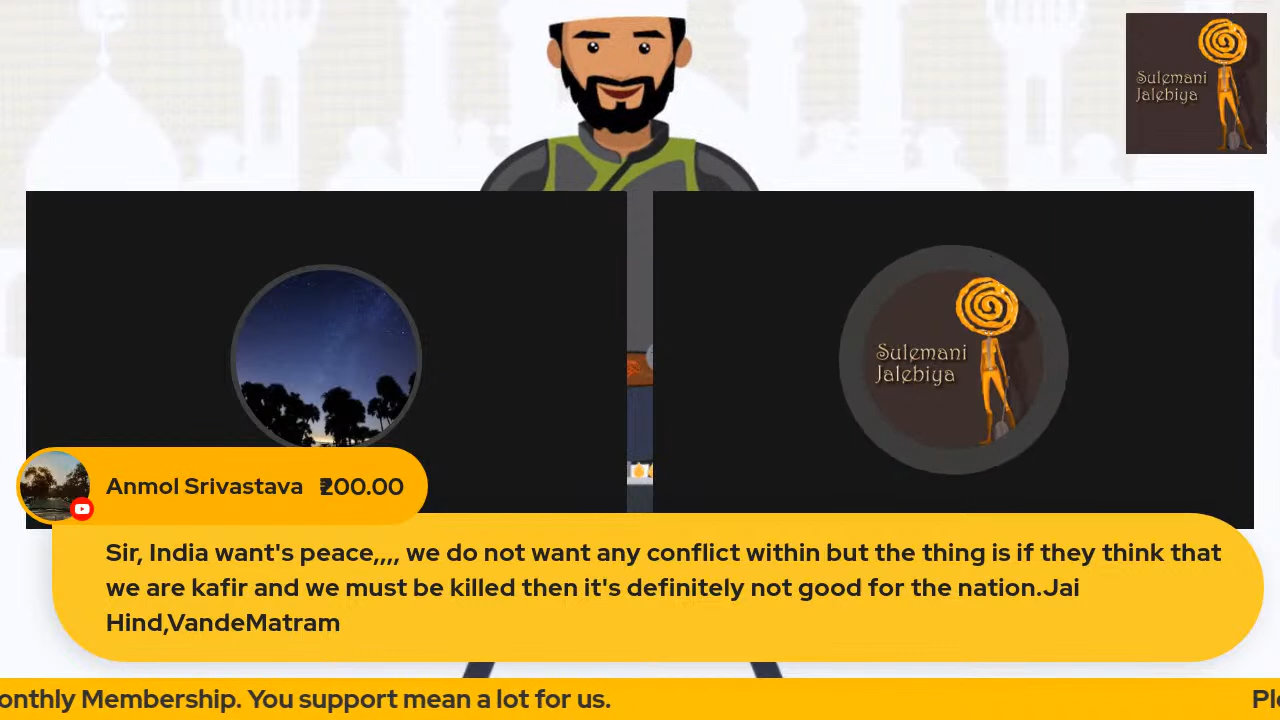 Sulemani
Jalebiya
Sulemani
Jalebiya
Anmol Srivastava ₹200.00
Sir, India want's peace,,,, we do not want any conflict within but the thing is if they think that
we are kafir and we must be killed then it's definitely not good for the nation.Jai
Hind,VandeMatram
onthly Membership. You support mean a lot for us. Ple